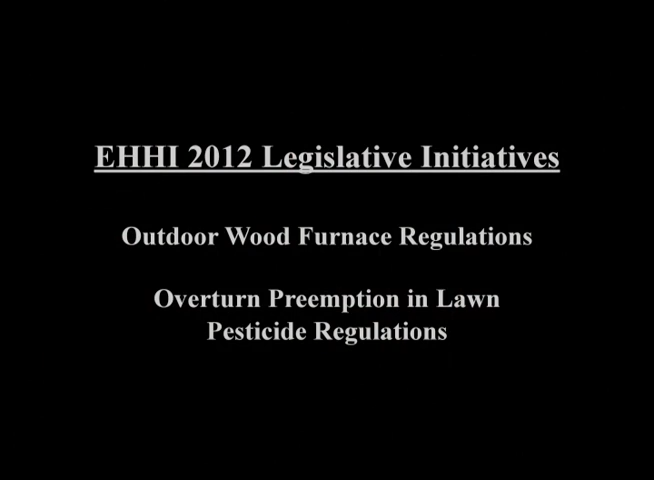 EHHI 2012 Legislative Initiatives
Outdoor Wood Furnace Regulations
Overturn Preemption in Lawn
Pesticide Regulations